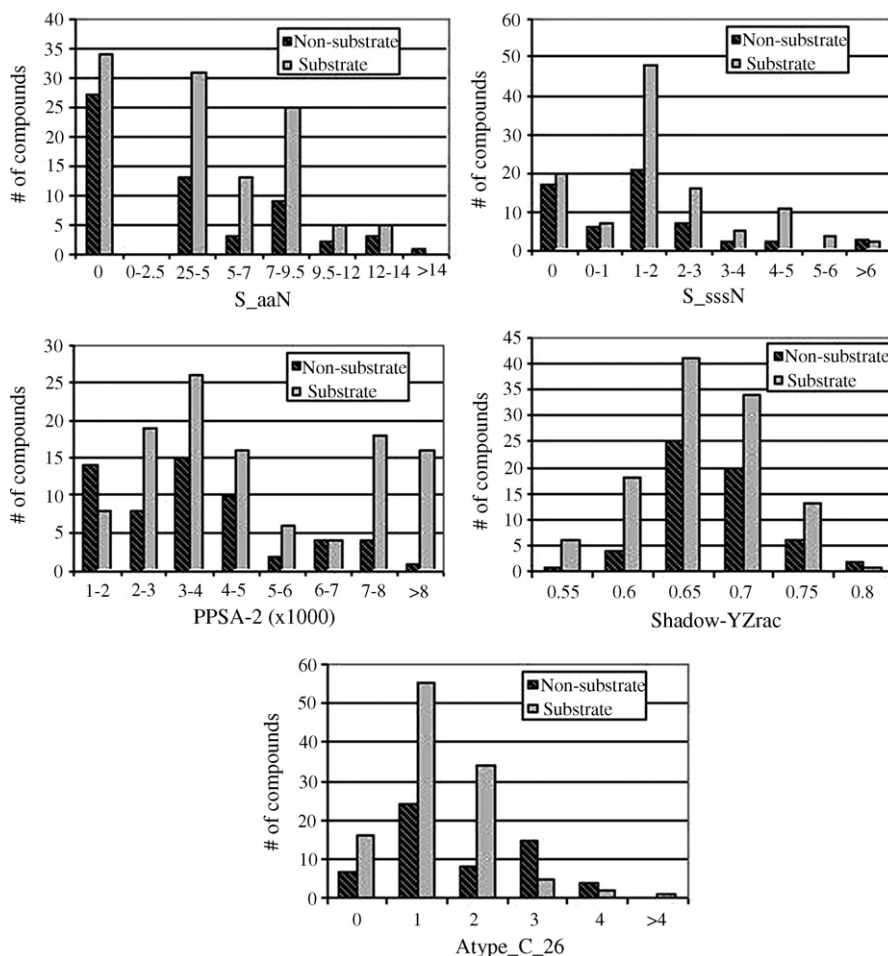 40
35
30
25
20
15
10
5
0
# of compounds
Non-substrate
Substrate
0 0-2.5 25-5 5-7 7-9.5 9.5-12 12-14 >14
S_aaN
60
50
40
30
20
10
0
# of compounds
Non-substrate
Substrate
0 0-1 1-2 2-3 3-4 4-5 5-6 >6
S_sssN
30
25
20
15
10
5
0
# of compounds
Non-substrate
Substrate
1-2 2-3 3-4 4-5 5-6 6-7 7-8 >8
PPSA-2 (x1000)
45
40
35
30
25
20
15
10
5
0
# of compounds
Non-substrate
Substrate
0.55 0.6 0.65 0.7 0.75 0.8
Shadow-YZrac
60
50
40
30
20
10
0
# of compounds
Non-substrate
Substrate
0 1 2 3 4 >4
Atype_C_26